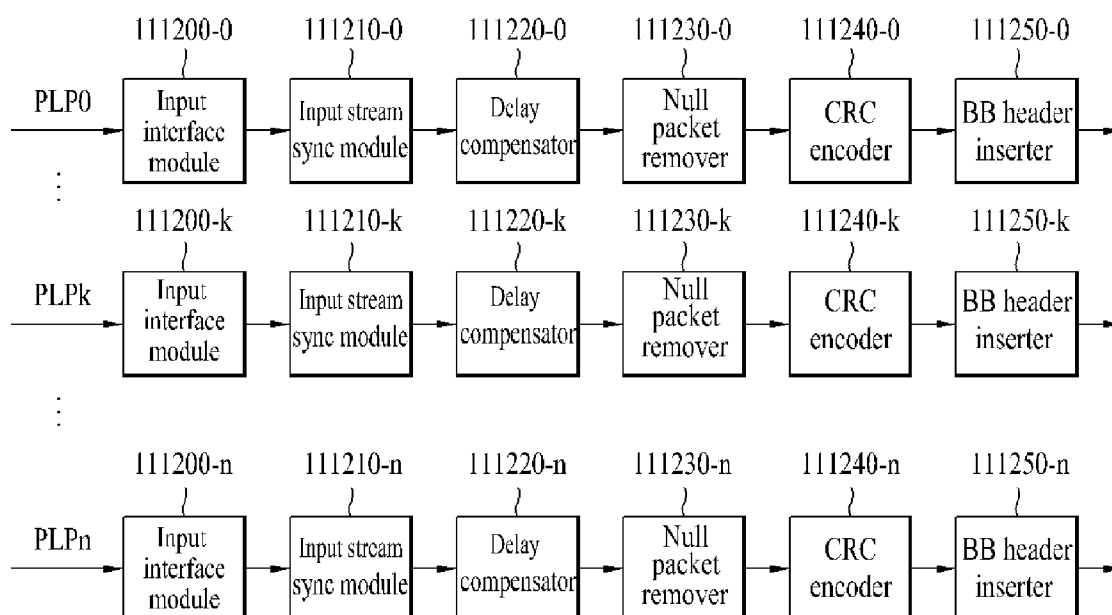 111200-0 111210-0 111220-0 111230-0 111240-0 111250-0
PLP0
Input interface module
Input stream sync module
Delay compensator
Null packet remover
CRC encoder
BB header inserter
111200-k 111210-k 111220-k 111230-k 111240-k 111250-k
PLPk
Input interface module
Input stream sync module
Delay compensator
Null packet remover
CRC encoder
BB header inserter
111200-n 111210-n 111220-n 111230-n 111240-n 111250-n
PLPn
Input interface module
Input stream sync module
Delay compensator
Null packet remover
CRC encoder
BB header inserter